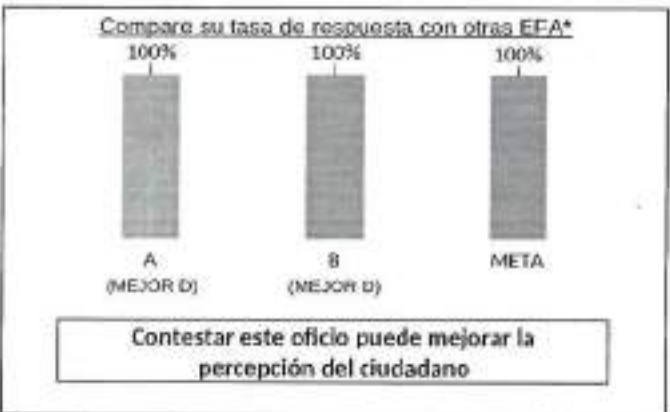 Compare su tasa de respuesta con otras EFA*
100% 100% 100%
A B META
(MEJOR D) (MEJOR D)
Contestar este oficio puede mejorar la
percepción del ciudadano